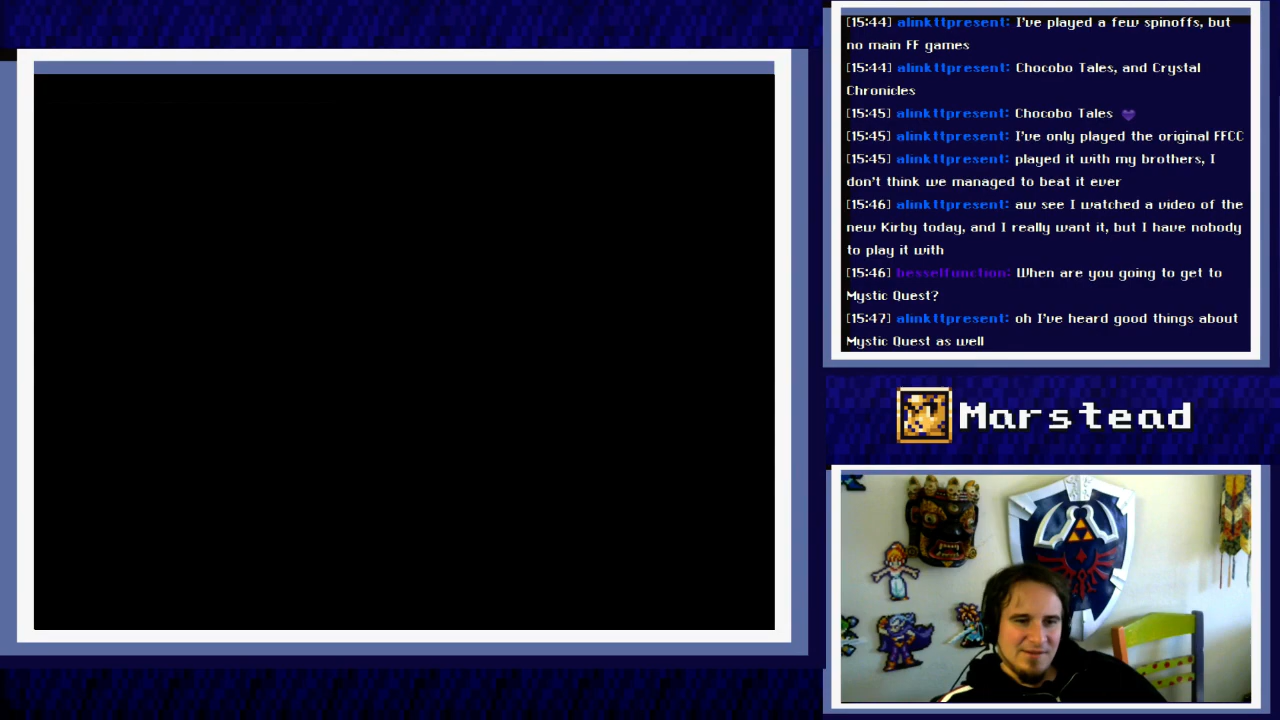 [15:44] alinkttpresent: I've played a few spinoffs, but
no main FF games
[15:44] alinkttpresent: Chocobo Tales, and Crystal
Chronicles
[15:45] alinkttpresent: Chocobo Tales
[15:45] alinkttpresent: I've only played the original FFCC
[15:45] alinkttpresent: played it with my brothers, I
don't think we managed to beat it ever
[15:46] alinkttpresent: aw see I watched a video of the
new Kirby today, and I really want it, but I have nobody
to play it with
[15:46] besselfunction: When are you going to get to
Mystic Quest?
[15:47] alinkttpresent: oh I've heard good things about
Mystic Quest as well
Marstead